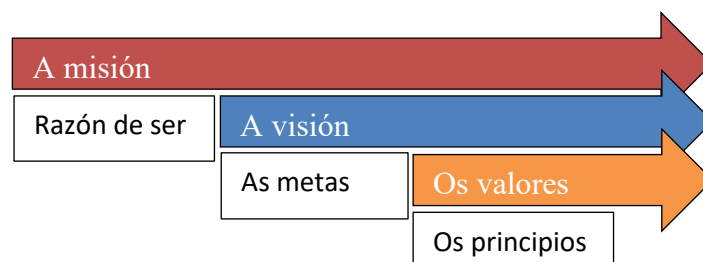 A misión
Razón de ser
A visión
As metas
Os valores
Os principios